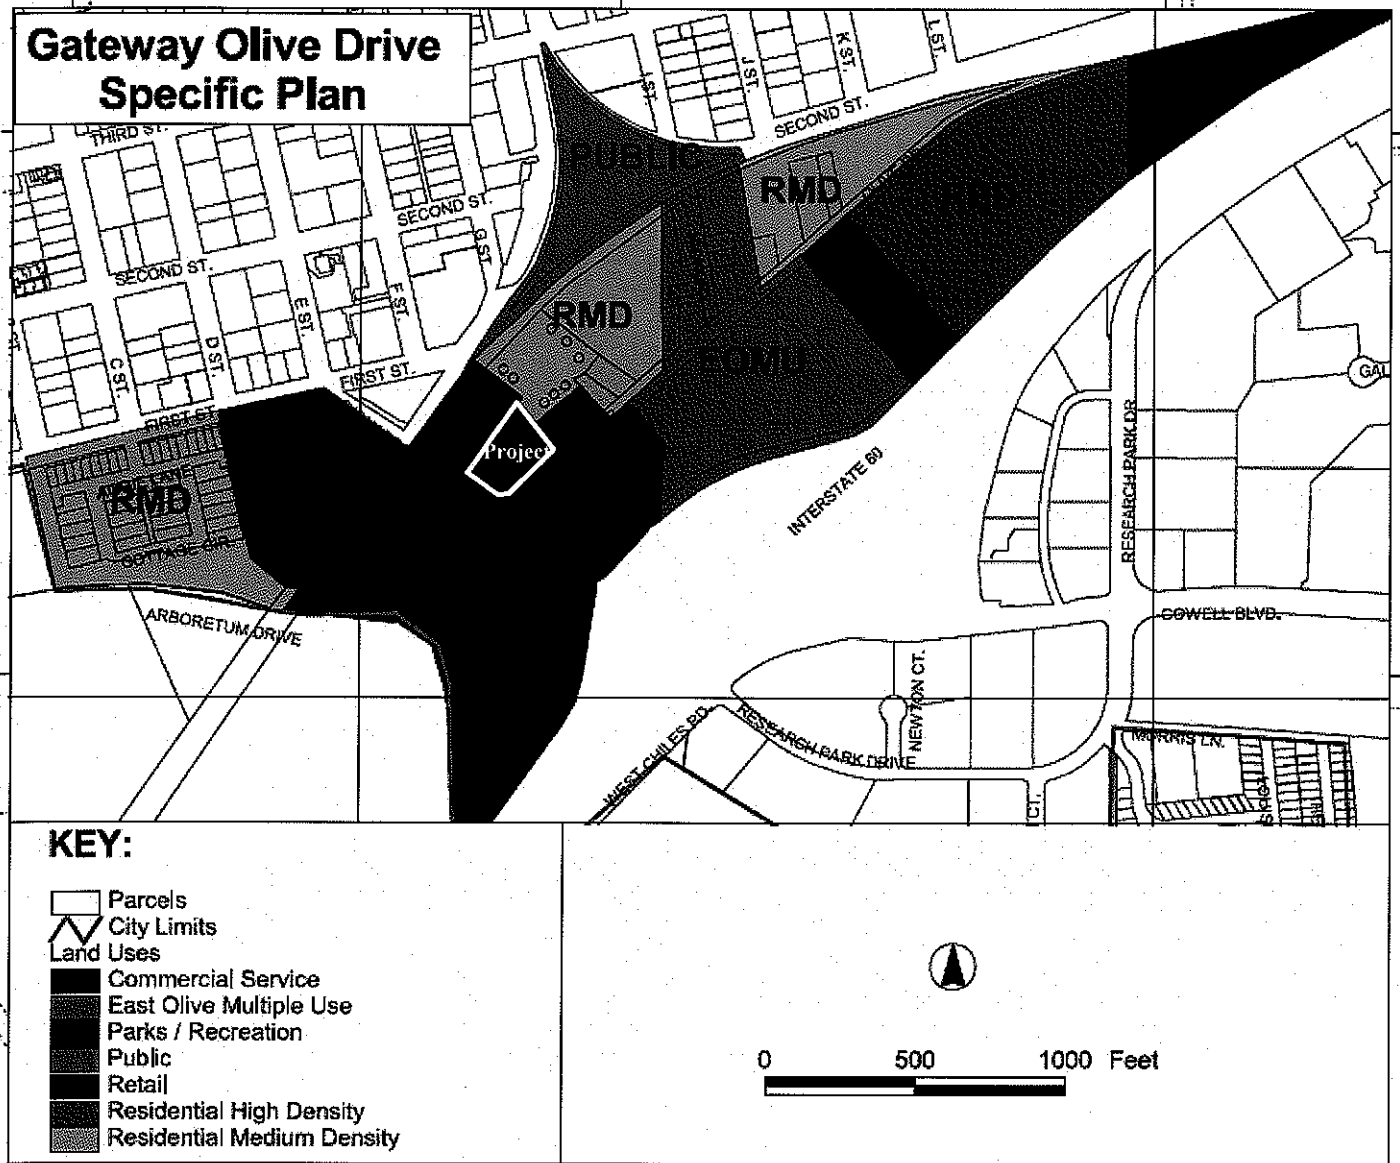 Gateway Olive Drive
Specific Plan
I ST.
J ST.
K ST.
L ST.
THIRD ST.
SECOND ST.
PUBLIC
RMD
SECOND ST.
G ST.
SECOND ST.
F ST.
E ST.
D ST.
C ST.
RMD
EOMU
FIRST ST.
FIRST ST.
Project
RMD
ARBORETUM DRIVE
INTERSTATE 80
RESEARCH PARK DR
GAL
COWELL BLVD.
NEWTON CT.
WEST CHILES RD.
RESEARCH PARK DRIVE
MORRIS LN.
CT.
KEY:
Parcels
City Limits
Land Uses
Commercial Service
East Olive Multiple Use
Parks / Recreation
Public
Retail
Residential High Density
Residential Medium Density
0 500 1000 Feet